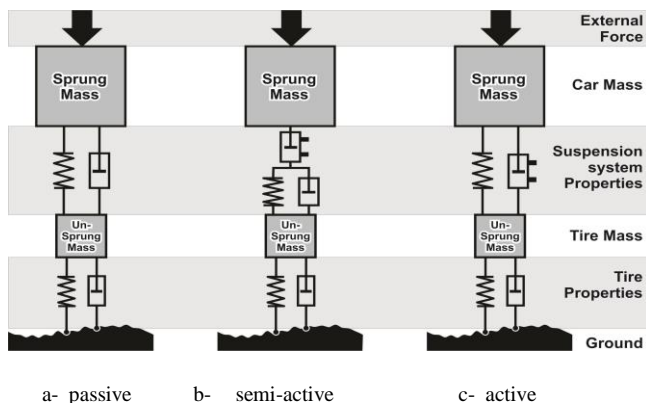 External
Force
Sprung
Mass
Sprung
Mass
Sprung
Mass
Car Mass
Suspension
system
Properties
Un-
Sprung
Mass
Un-
Sprung
Mass
Un-
Sprung
Mass
Tire Mass
Tire
Properties
Ground
a- passive
b- semi-active
c- active